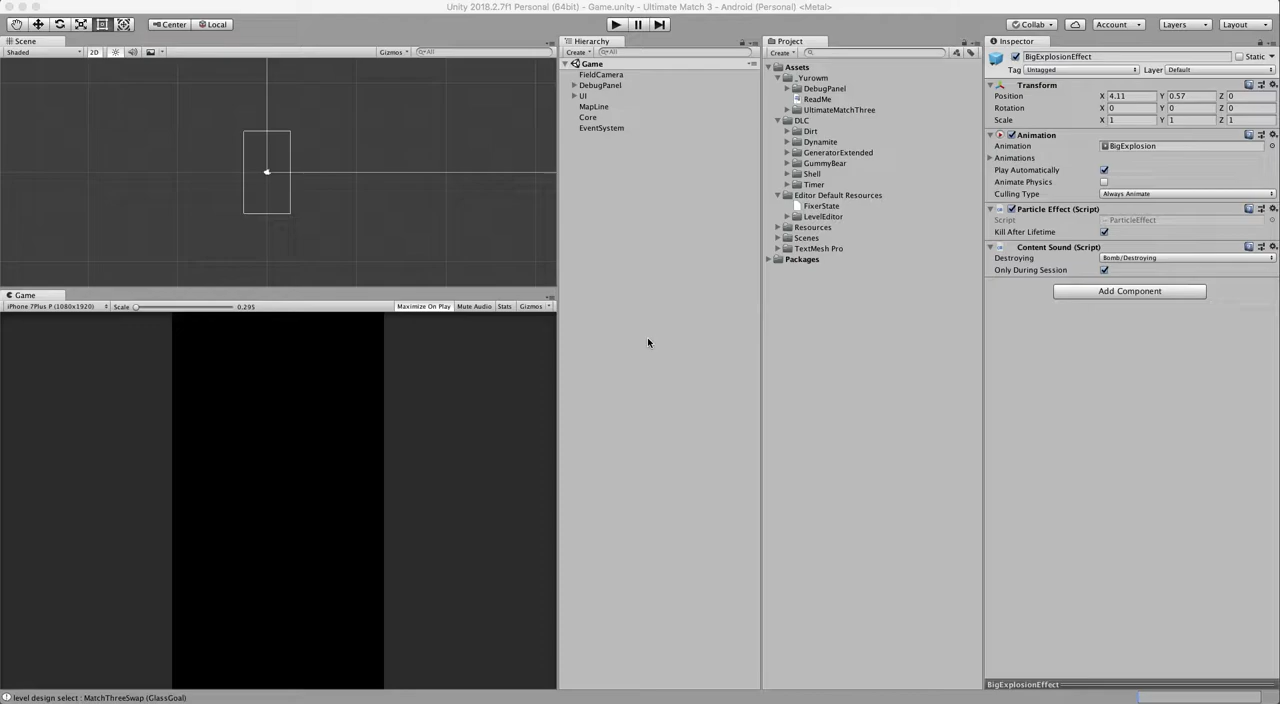 Unity 2018.2.7f1 Personal (64bit) - Game.unity - Ultimate Match 3 - Android (Personal) <Metal>
Center Local Collab Account Layers Layout
Scene
Shaded 2D Gizmos All
Game
iPhone 7Plus P (1080x1920) Scale 0.295 Maximize On Play Mute Audio Stats Gizmos
Hierarchy
Create All
Game
FieldCamera
DebugPanel
UI
MapLine
Core
EventSystem
Project
Create
Assets
_Yurowm
DebugPanel
ReadMe
UltimateMatchThree
DLC
Dirt
Dynamite
GeneratorExtended
GummyBear
Shell
Timer
Editor Default Resources
FixerState
LevelEditor
Resources
Scenes
TextMesh Pro
Packages
Inspector
BigExplosionEffect Static
Tag Untagged Layer Default
Transform
Position X 4.11 Y 0.57 Z 0
Rotation X 0 Y 0 Z 0
Scale X 1 Y 1 Z 1
Animation
Animation BigExplosion
Animations
Play Automatically
Animate Physics
Culling Type Always Animate
Particle Effect (Script)
Script ParticleEffect
Kill After Lifetime
Content Sound (Script)
Destroying Bomb/Destroying
Only During Session
Add Component
BigExplosionEffect
level design select : MatchThreeSwap (GlassGoal)